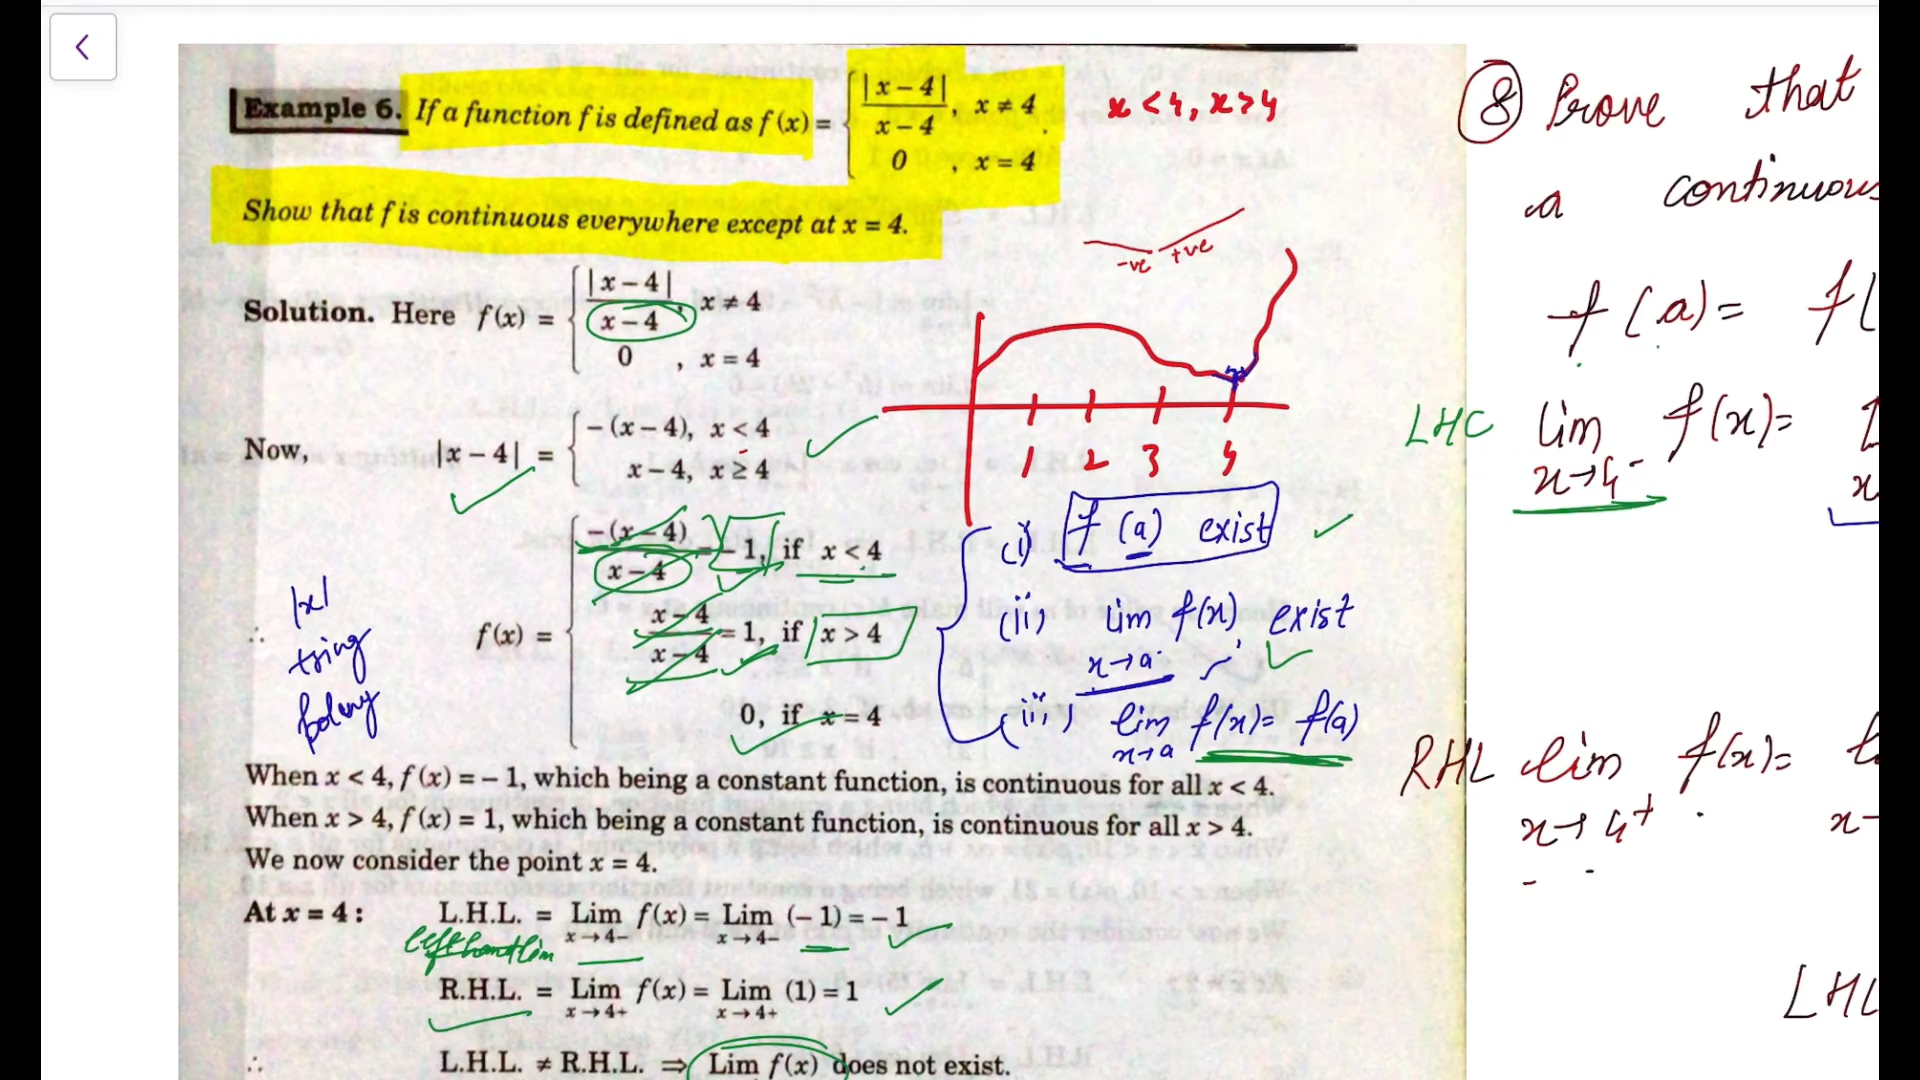 Example 6. If a function f is defined as f (x) = { |x – 4| / x – 4 , x ≠ 4
0 , x = 4
x < 4, x > 4
Show that f is continuous everywhere except at x = 4.
-ve +ve
Solution. Here f(x) = { |x – 4| / x – 4 , x ≠ 4
0 , x = 4
Now, |x – 4| = { – (x – 4), x < 4
x – 4, x ≥ 4
1 2 3 4
∴ f(x) = { – (x – 4) / x – 4 = – 1, if x < 4
x – 4 / x – 4 = 1, if x > 4
0, if x = 4
|x|
(i) f (a) exist
(ii) lim x→a f(x) exist
(iii) lim x→a f(x) = f(a)
When x < 4, f (x) = – 1, which being a constant function, is continuous for all x < 4.
When x > 4, f (x) = 1, which being a constant function, is continuous for all x > 4.
We now consider the point x = 4.
At x = 4 : L.H.L. = Lim x → 4– f(x) = Lim x → 4– (– 1) = – 1
R.H.L. = Lim x → 4+ f(x) = Lim x → 4+ (1) = 1
∴ L.H.L. ≠ R.H.L. ⇒ Lim f(x) does not exist.
(8) Prove that
a continuous
f (a) = f(
lim x→4- f(x) =
RHL lim x→4+ f(x) =
LHL